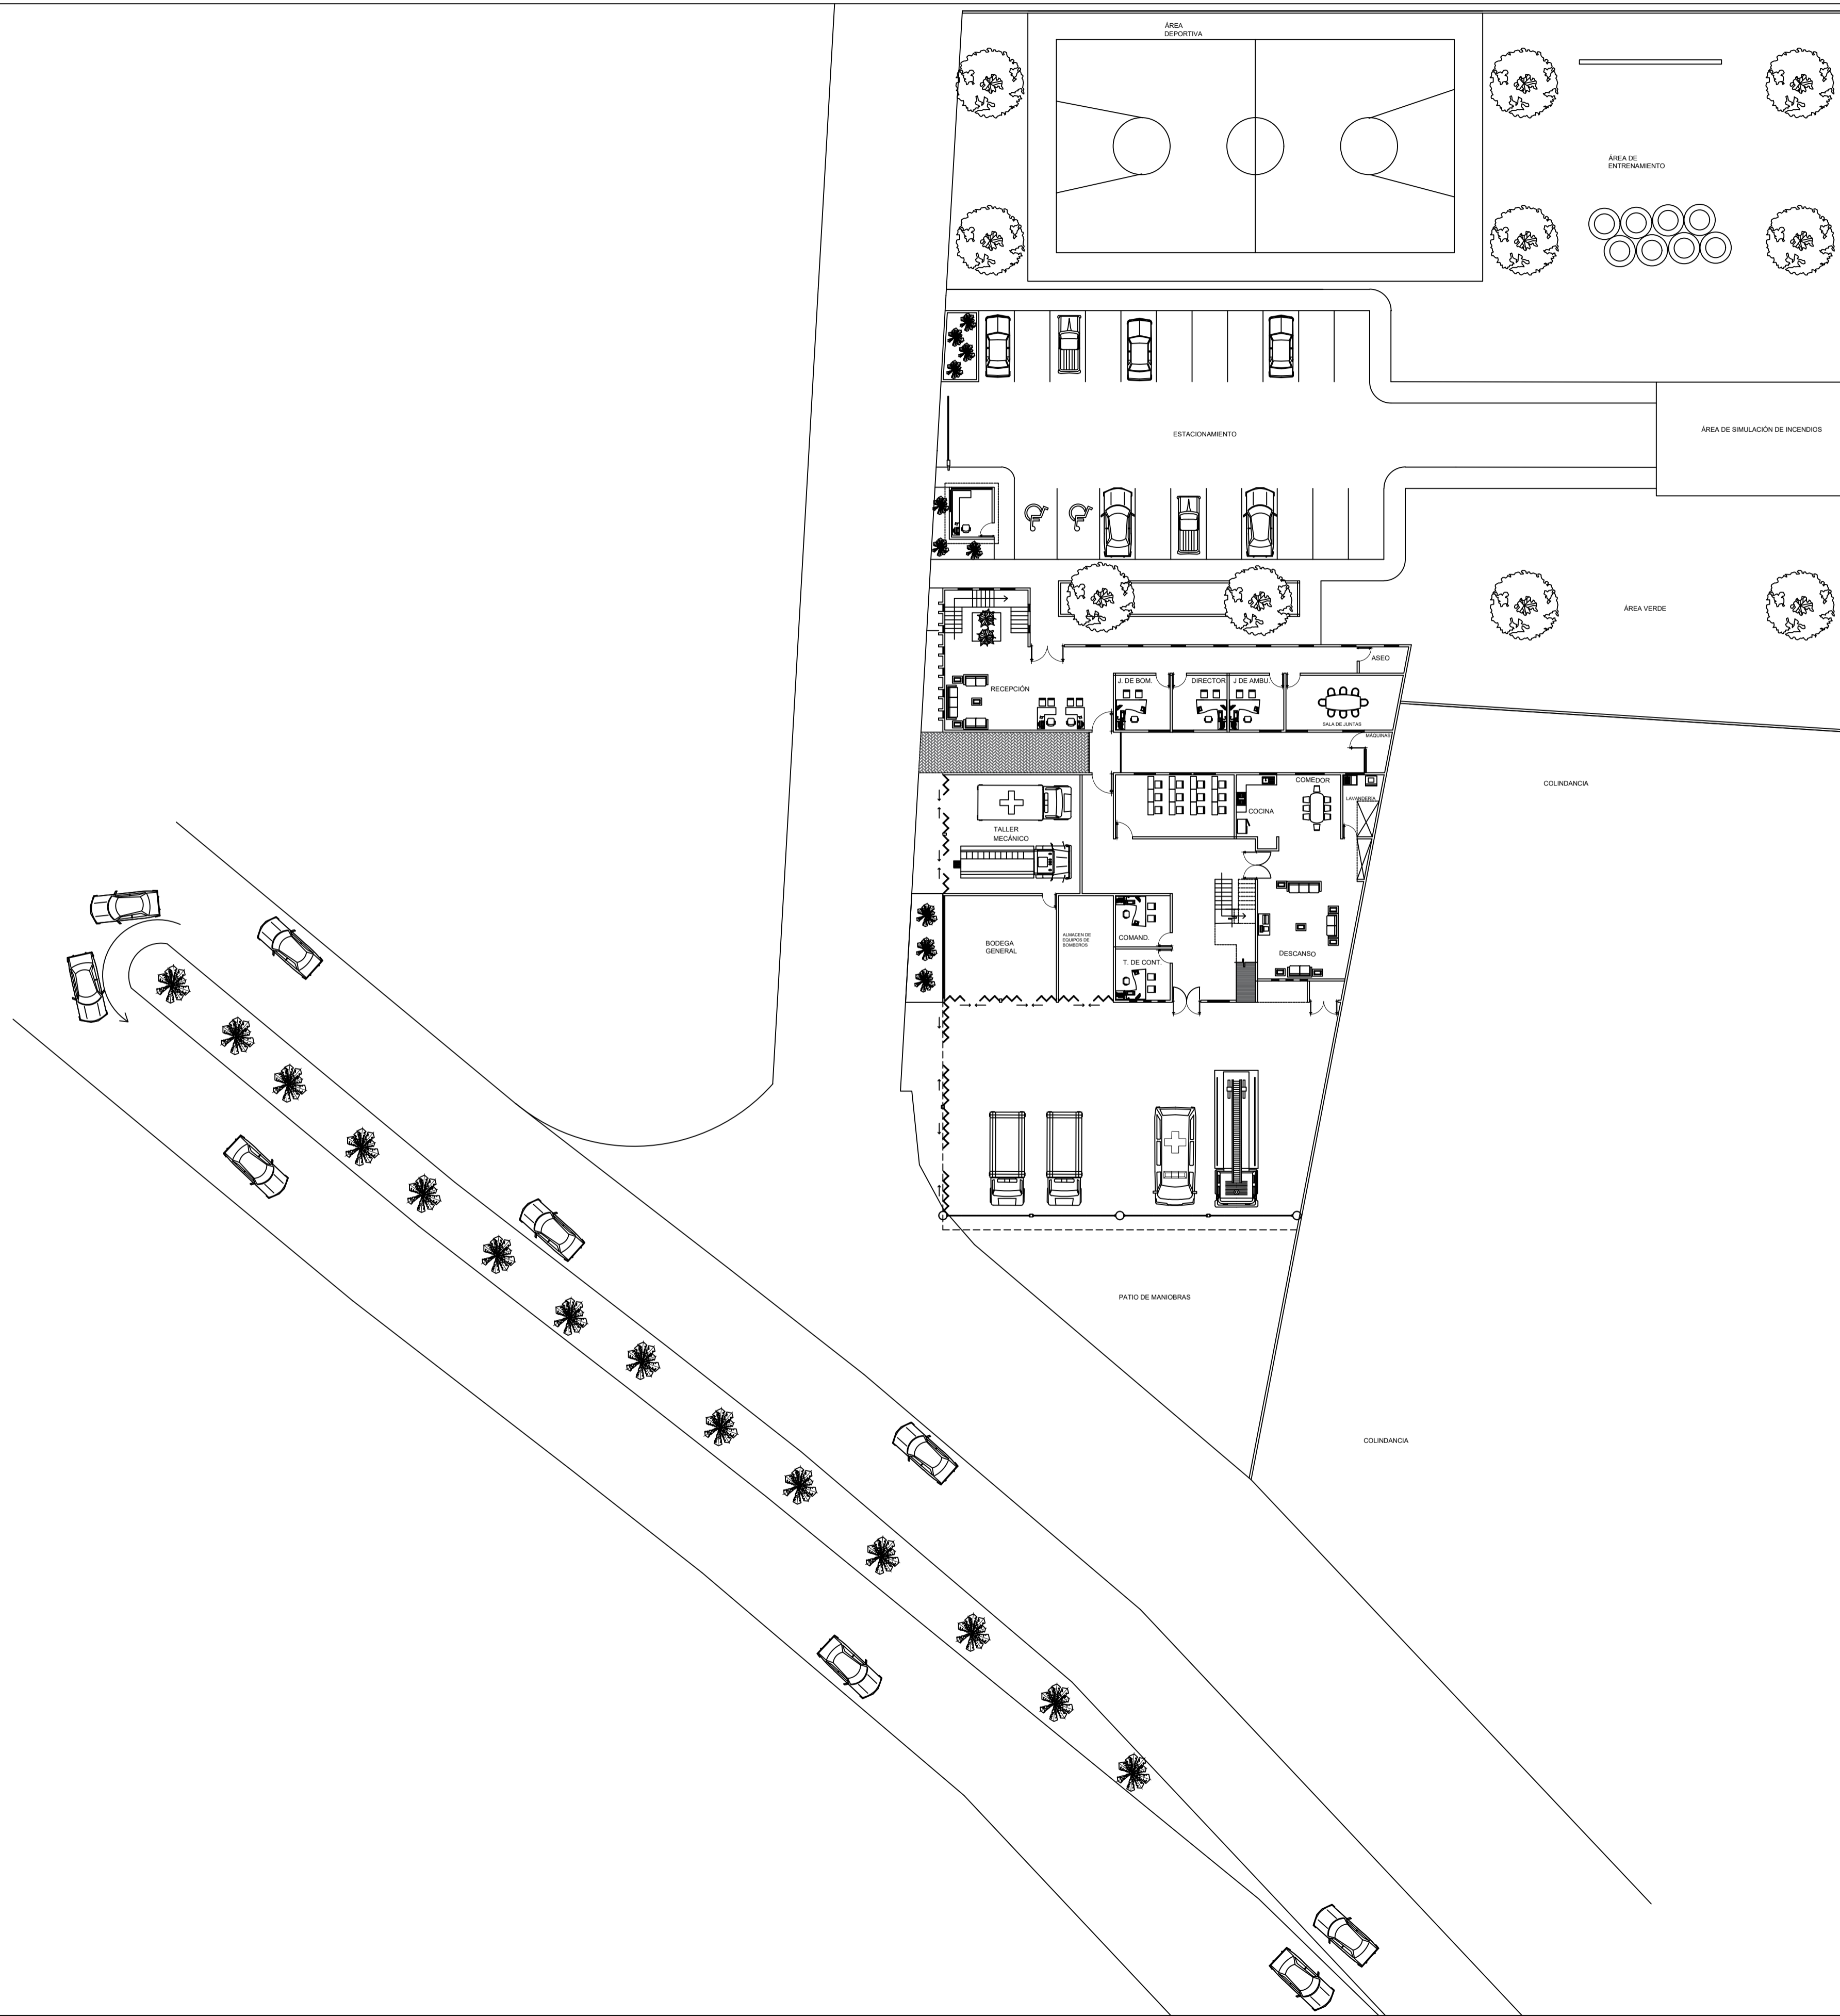 ÁREA
DEPORTIVA
ÁREA DE
ENTRENAMIENTO
ESTACIONAMIENTO
ÁREA DE SIMULACIÓN DE INCENDIOS
ÁREA VERDE
ASEO
RECEPCIÓN
J. DE BOM.
DIRECTOR
J DE AMBU.
SALA DE JUNTAS
MÁQUINAS
COLINDANCIA
COMEDOR
LAVANDERÍA
COCINA
TALLER
MECÁNICO
BODEGA
GENERAL
ALMACEN DE
EQUIPOS DE
BOMBEROS
COMAND.
T. DE CONT.
DESCANSO
PATIO DE MANIOBRAS
COLINDANCIA